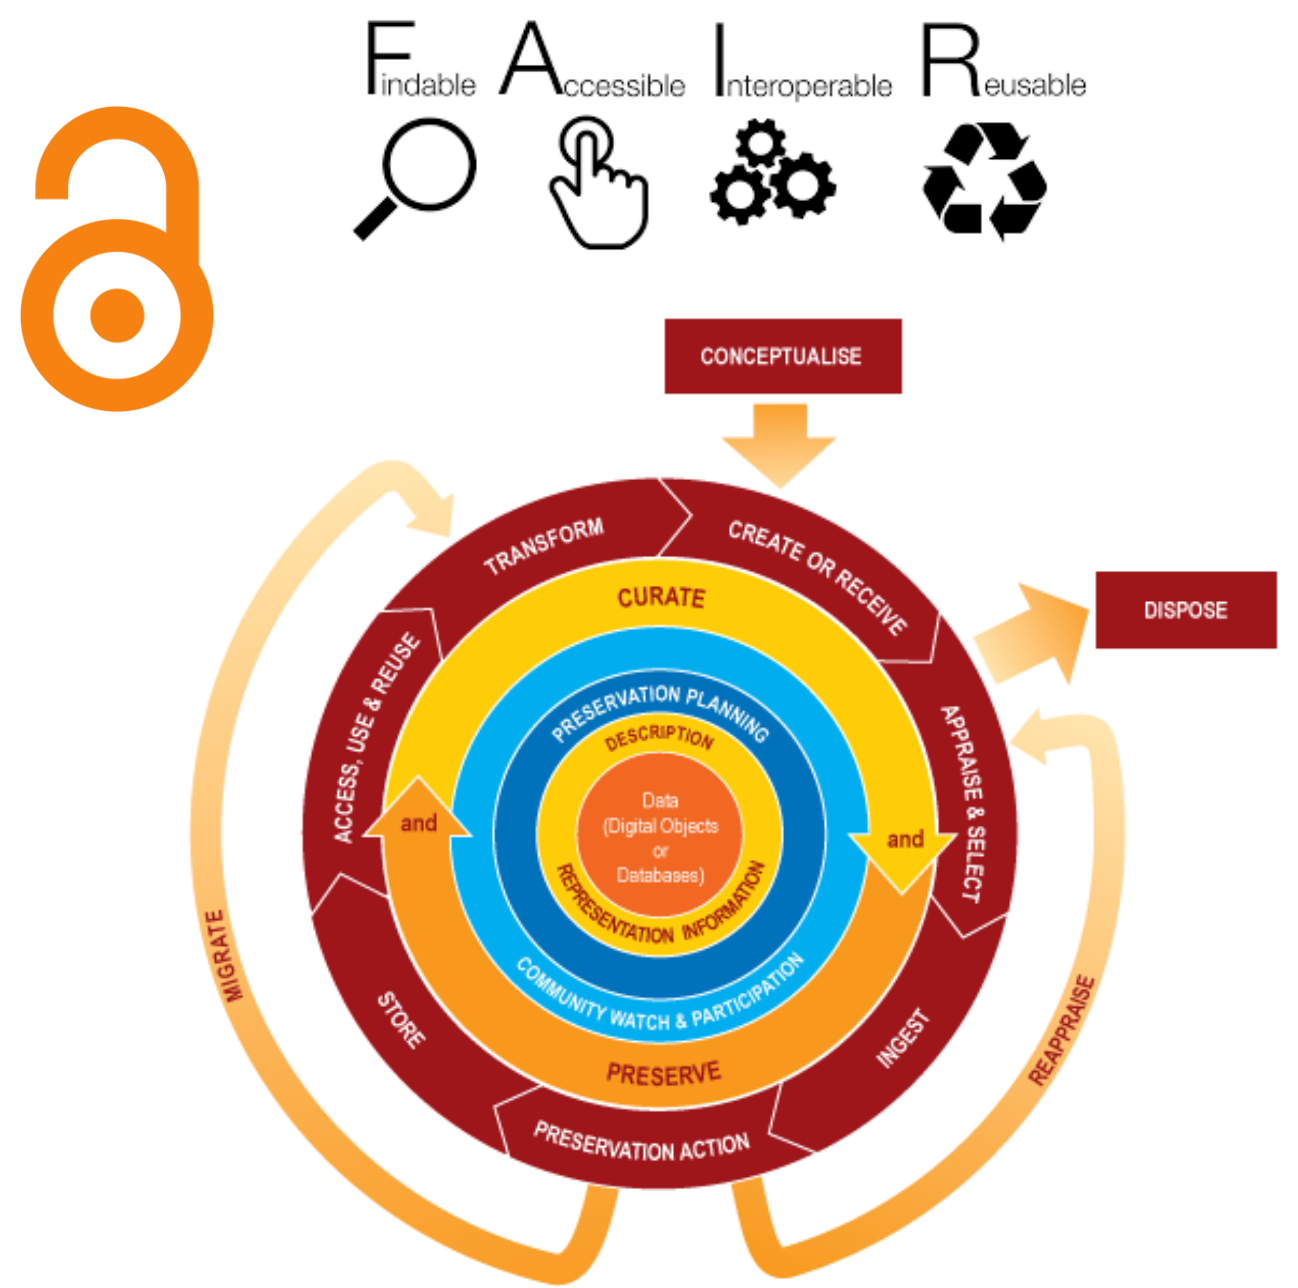 Findable Accessible Interoperable Reusable
CONCEPTUALISE
TRANSFORM
CREATE OR RECEIVE
DISPOSE
CURATE
ACCESS, USE & REUSE
APPRAISE & SELECT
PRESERVATION PLANNING
DESCRIPTION
Data
(Digital Objects
or
Databases)
and
and
REPRESENTATION INFORMATION
COMMUNITY WATCH & PARTICIPATION
MIGRATE
STORE
INGEST
REAPPRAISE
PRESERVE
PRESERVATION ACTION